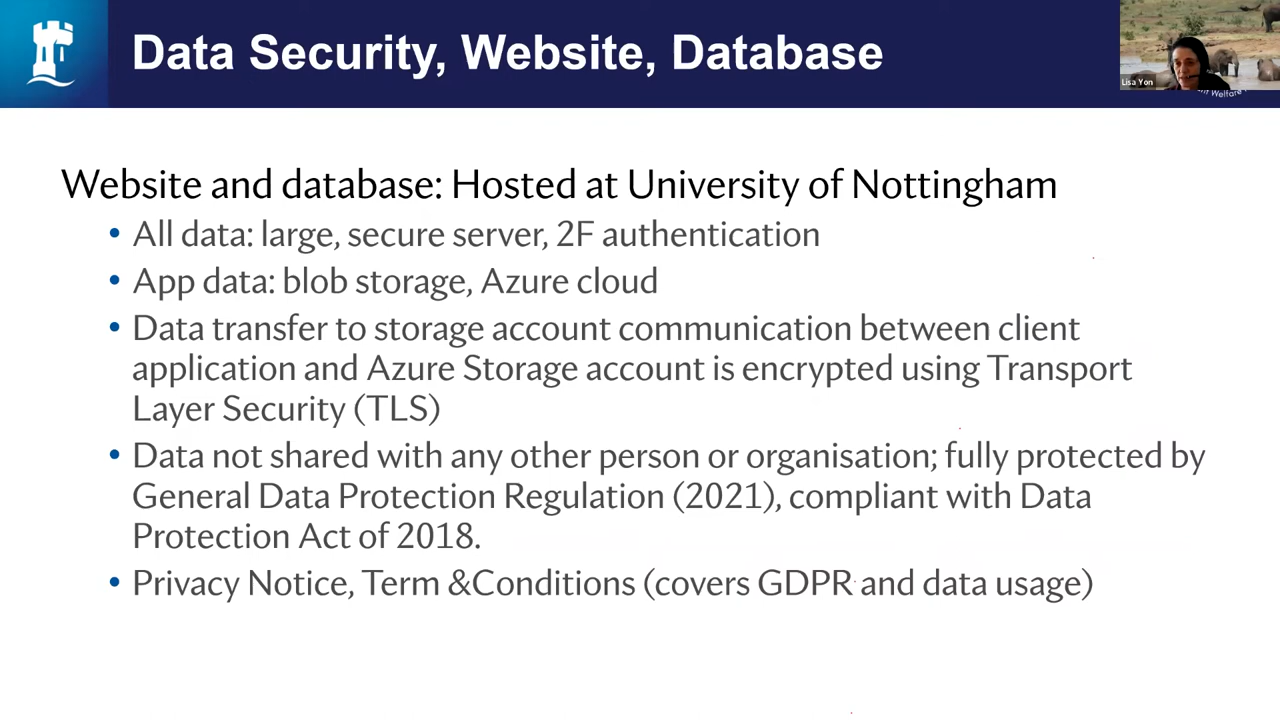 Data Security, Website, Database
Lisa Yon
Welfare
Website and database: Hosted at University of Nottingham
• All data: large, secure server, 2F authentication
• App data: blob storage, Azure cloud
• Data transfer to storage account communication between client
application and Azure Storage account is encrypted using Transport
Layer Security (TLS)
• Data not shared with any other person or organisation; fully protected by
General Data Protection Regulation (2021), compliant with Data
Protection Act of 2018.
• Privacy Notice, Term &Conditions (covers GDPR and data usage)